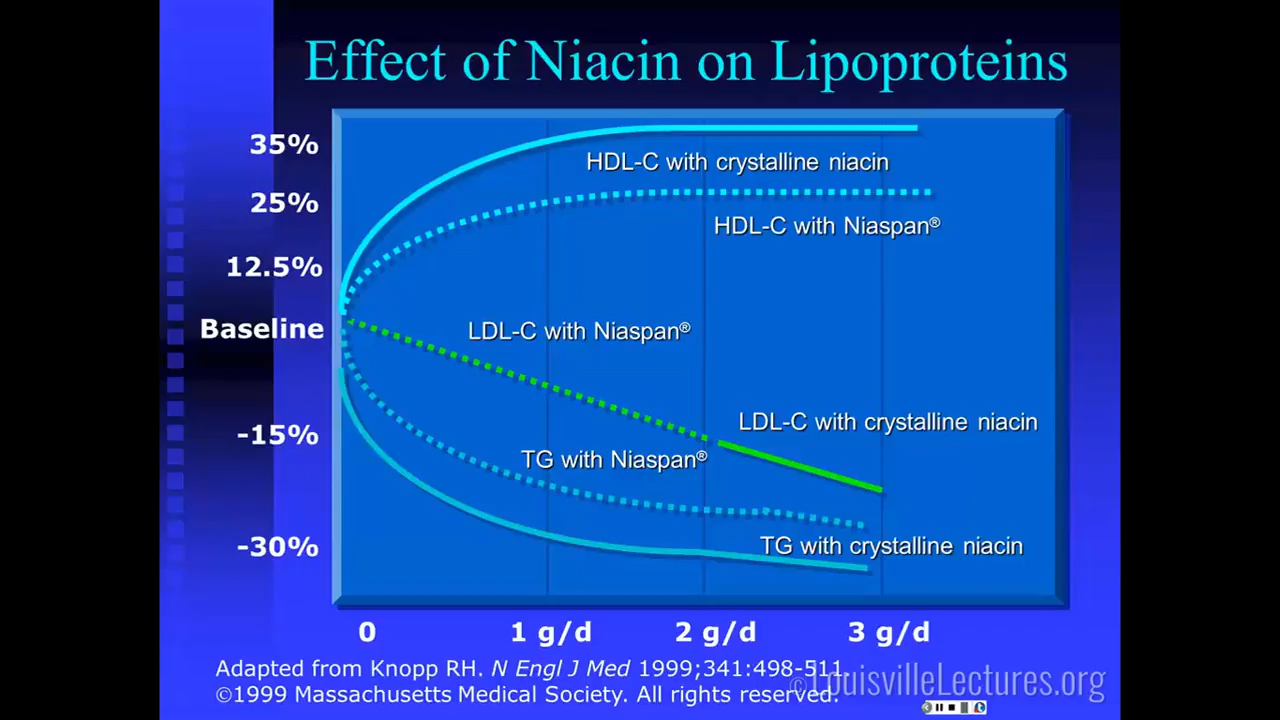 Effect of Niacin on Lipoproteins
35%
HDL-C with crystalline niacin
25%
HDL-C with Niaspan®
12.5%
Baseline
LDL-C with Niaspan®
LDL-C with crystalline niacin
-15%
TG with Niaspan®
-30%
TG with crystalline niacin
0 1 g/d 2 g/d 3 g/d
Adapted from Knopp RH. N Engl J Med 1999;341:498-511.
©1999 Massachusetts Medical Society. All rights reserved.
©LouisvilleLectures.org